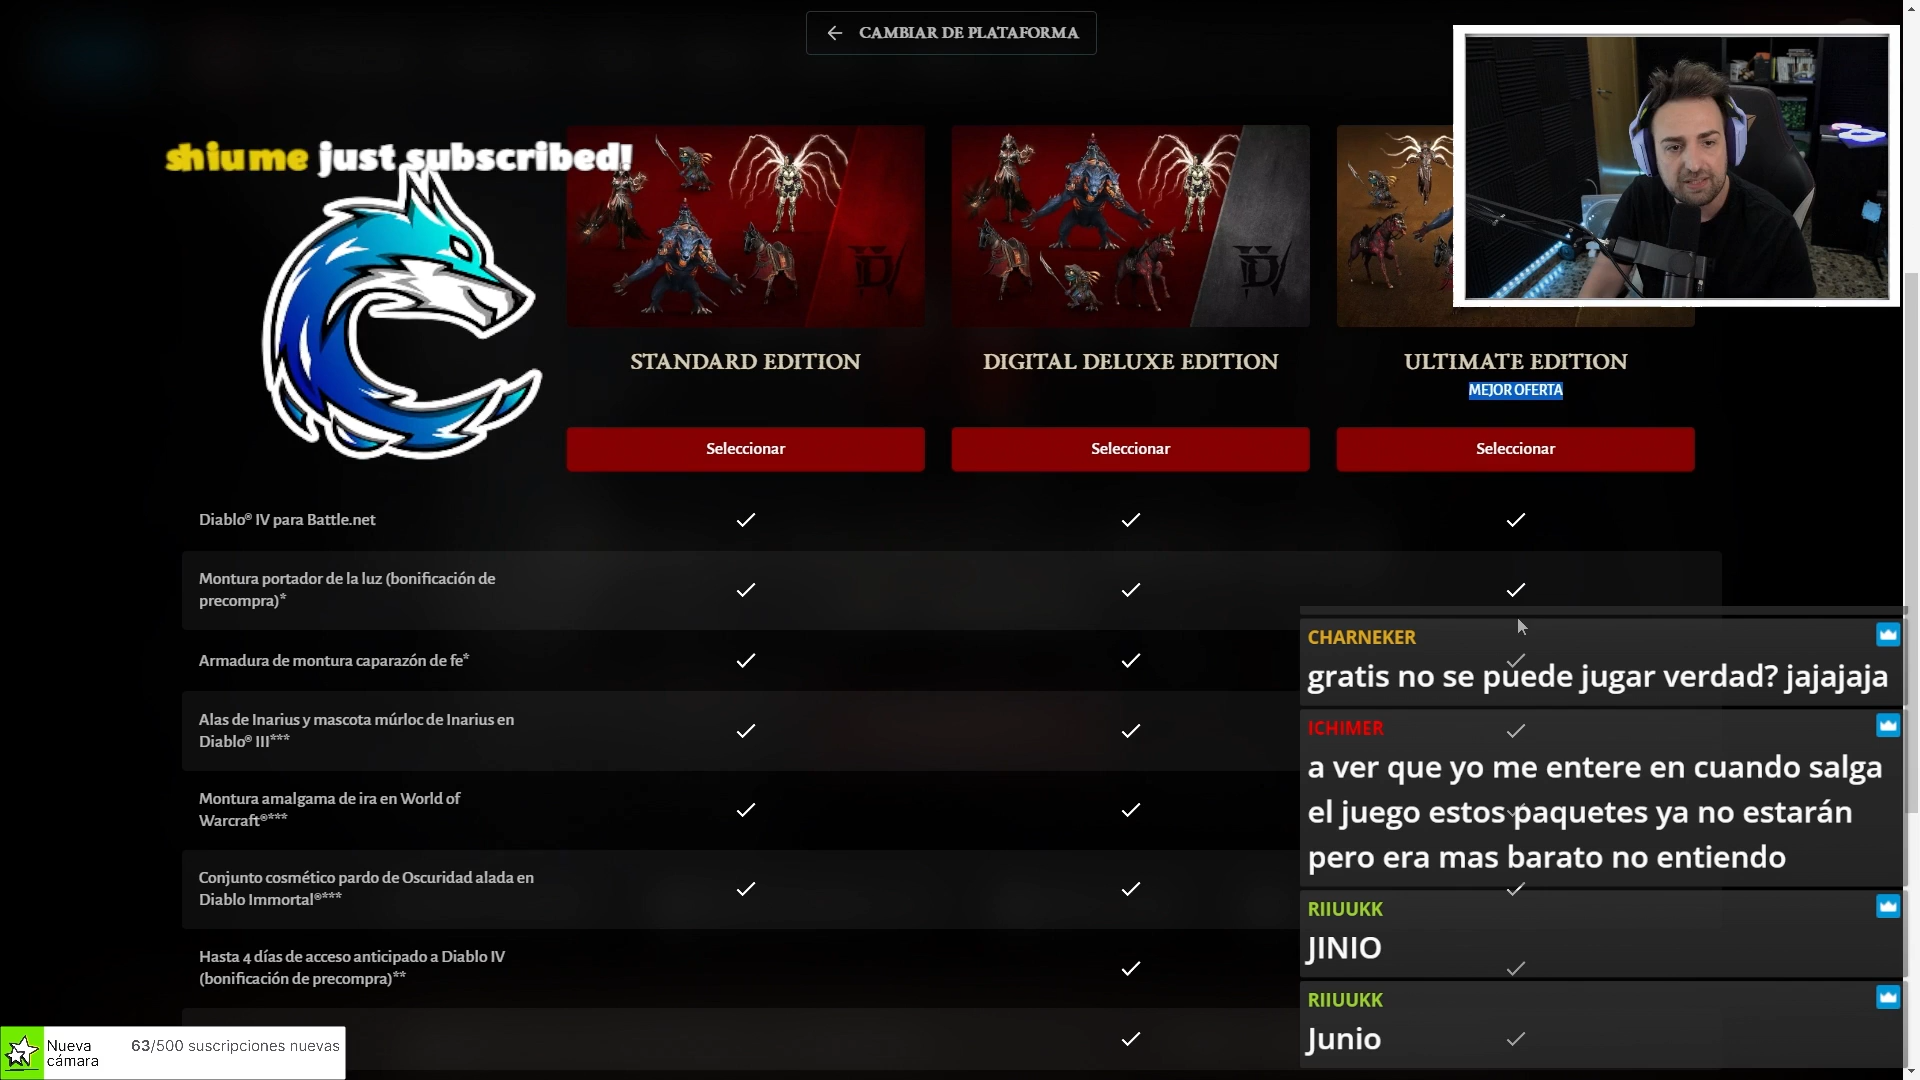 CAMBIAR DE PLATAFORMA
shiume just subscribed!
STANDARD EDITION
DIGITAL DELUXE EDITION
ULTIMATE EDITION
MEJOR OFERTA
Seleccionar
Seleccionar
Seleccionar
Diablo® IV para Battle.net
Montura portador de la luz (bonificación de
precompra)*
Armadura de montura caparazón de fe*
Alas de Inarius y mascota múrloc de Inarius en
Diablo® III***
Montura amalgama de ira en World of
Warcraft®***
Conjunto cosmético pardo de Oscuridad alada en
Diablo Immortal®***
Hasta 4 días de acceso anticipado a Diablo IV
(bonificación de precompra)**
CHARNEKER
gratis no se puede jugar verdad? jajajaja
ICHIMER
a ver que yo me entere en cuando salga
el juego estos paquetes ya no estarán
pero era mas barato no entiendo
RIIUUKK
JINIO
RIIUUKK
Junio
Nueva
cámara
63/500 suscripciones nuevas